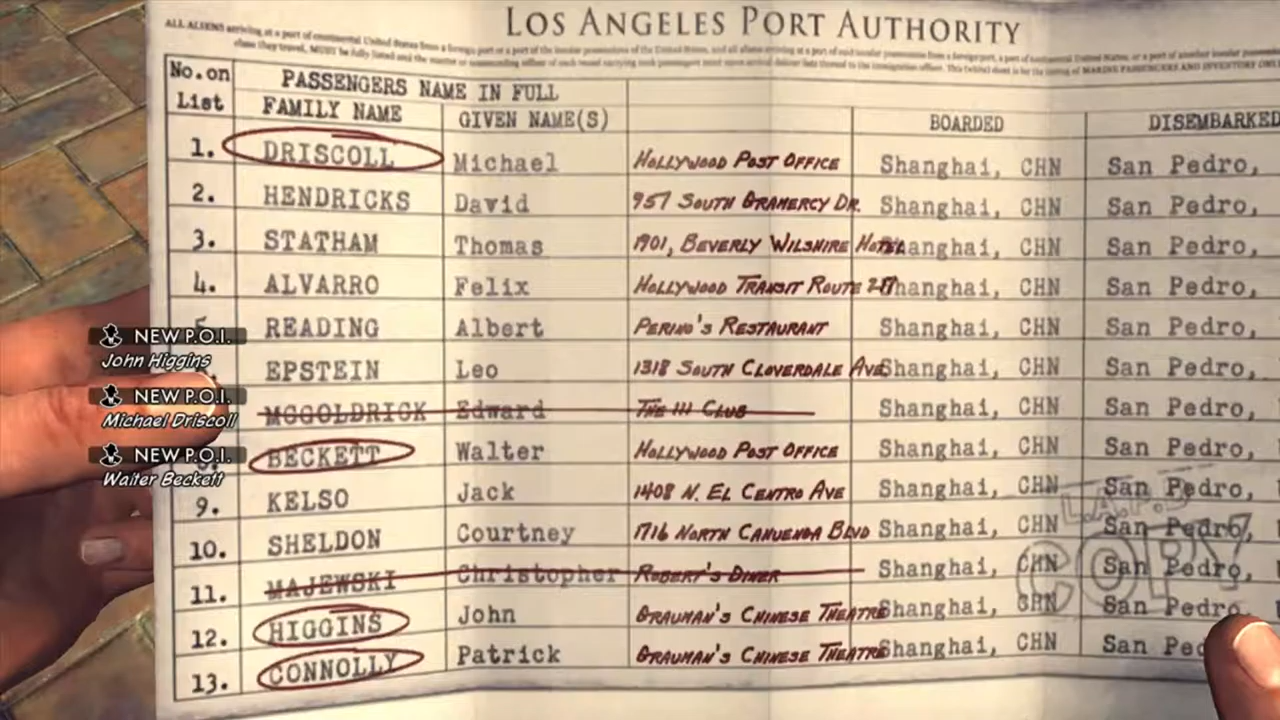 LOS ANGELES PORT AUTHORITY
No. on List
PASSENGERS NAME IN FULL
FAMILY NAME
GIVEN NAME(S)
BOARDED
DISEMBARKED
1. DRISCOLL Michael HOLLYWOOD POST OFFICE Shanghai, CHN San Pedro,
2. HENDRICKS David 957 SOUTH GRAMERCY DR. Shanghai, CHN San Pedro,
3. STATHAM Thomas 1901, BEVERLY WILSHIRE HOTEL Shanghai, CHN San Pedro,
4. ALVARRO Felix HOLLYWOOD TRANSIT ROUTE Shanghai, CHN San Pedro,
5 READING Albert PERINO'S RESTAURANT Shanghai, CHN San Pedro,
EPSTEIN Leo 1318 SOUTH CLOVERDALE AVE Shanghai, CHN San Pedro,
MCGOLDRICK Edward THE 111 CLUB Shanghai, CHN San Pedro,
8. BECKETT Walter HOLLYWOOD POST OFFICE Shanghai, CHN San Pedro,
9. KELSO Jack 1408 N. EL CENTRO AVE Shanghai, CHN San Pedro,
10. SHELDON Courtney 1716 NORTH CAHUENGA BLVD Shanghai, CHN San Pedro,
11. MAJEWSKI Christopher ROBERT'S DINER Shanghai, CHN San Pedro,
12. HIGGINS John GRAUMAN'S CHINESE THEATRE Shanghai, CHN San Pedro,
13. CONNOLLY Patrick GRAUMAN'S CHINESE THEATRE Shanghai, CHN San Ped
L.A.P.D
COPY
NEW P.O.I.
John Higgins
NEW P.O.I.
Michael Driscoll
NEW P.O.I.
Walter Beckett